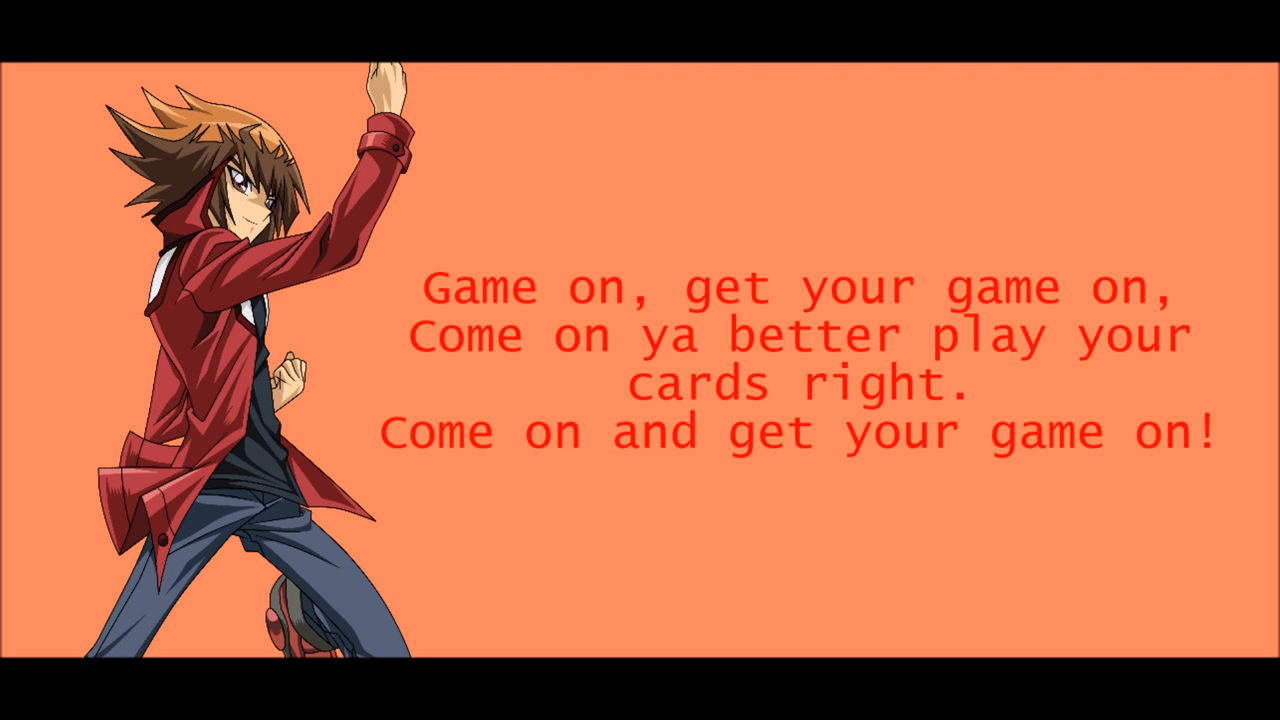 Game on, get your game on,
Come on ya better play your
cards right.
Come on and get your game on!